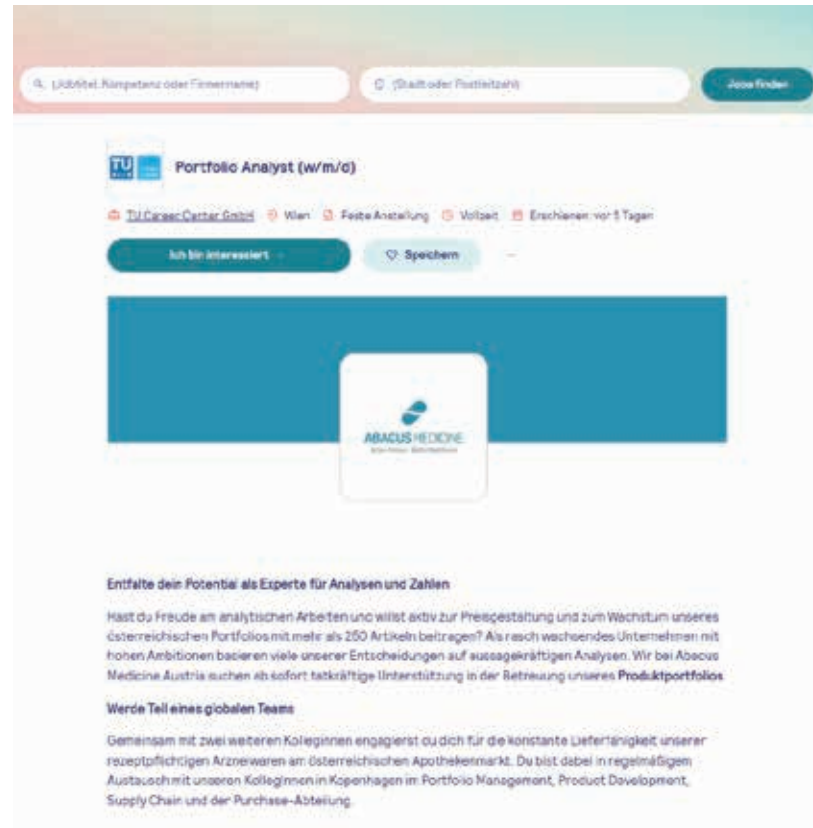 (Jobtitel, Kompetenz oder Firmenname)
(Stadt oder Postleitzahl)
Jobs finden
TU
Portfolio Analyst (w/m/d)
TU Career Center GmbH Wien Feste Anstellung Vollzeit Erschienen: vor 5 Tagen
Ich bin interessiert
Speichern
ABACUS MEDICINE
Entfalte dein Potential als Experte für Analysen und Zahlen
Hast du Freude am analytischen Arbeiten und willst aktiv zur Preisgestaltung und zum Wachstum unseres
österreichischen Portfolios mit mehr als 250 Artikeln beitragen? Als rasch wachsendes Unternehmen mit
hohen Ambitionen basieren viele unserer Entscheidungen auf aussagekräftigen Analysen. Wir bei Abacus
Medicine Austria suchen ab sofort tatkräftige Unterstützung in der Betreuung unseres Produktportfolios
Werde Teil eines globalen Teams
Gemeinsam mit zwei weiteren Kolleginnen engagierst du dich für die konstante Lieferfähigkeit unserer
rezeptpflichtigen Arzneiwaren am österreichischen Apothekenmarkt. Du bist dabei in regelmäßigem
Austausch mit unseren KollegInnen in Kopenhagen im Portfolio Management, Product Development,
Supply Chain und der Purchase-Abteilung.